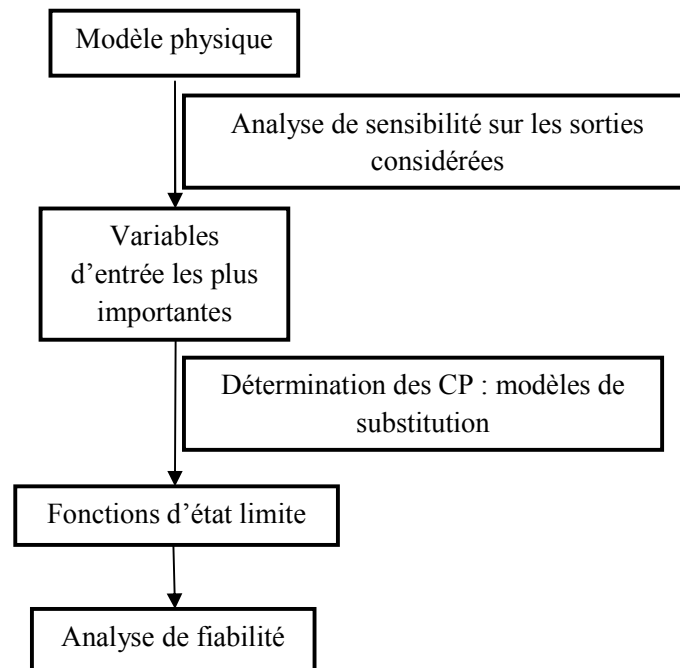 Modèle physique
Analyse de sensibilité sur les sorties
considérées
Variables
d’entrée les plus
importantes
Détermination des CP : modèles de
substitution
Fonctions d’état limite
Analyse de fiabilité